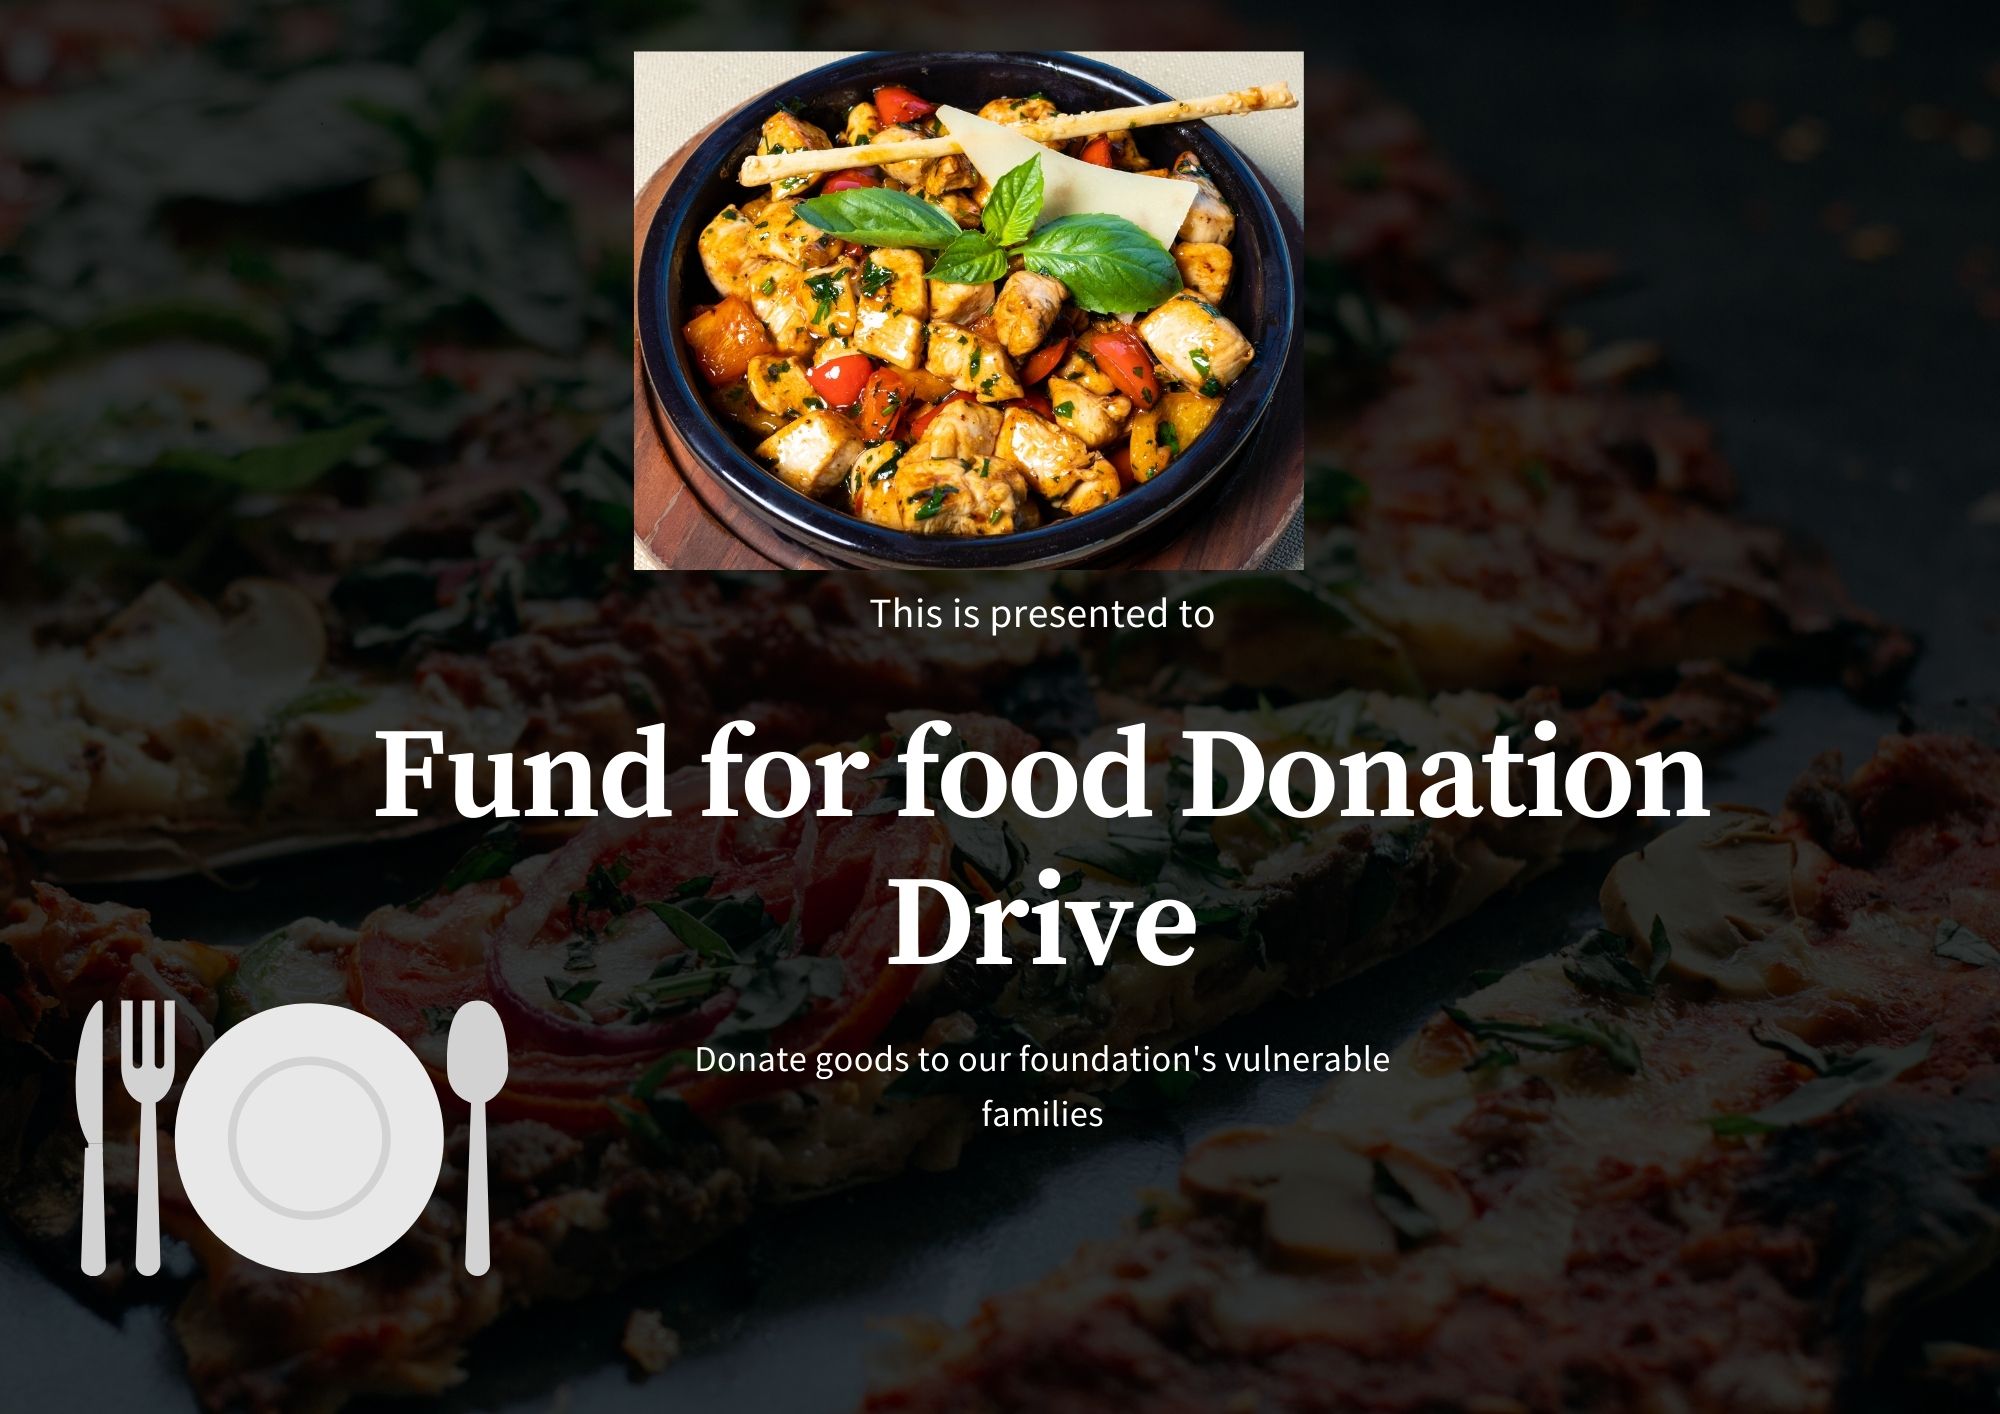 This is presented to
Fund for food Donation
Drive
Donate goods to our foundation's vulnerable
families